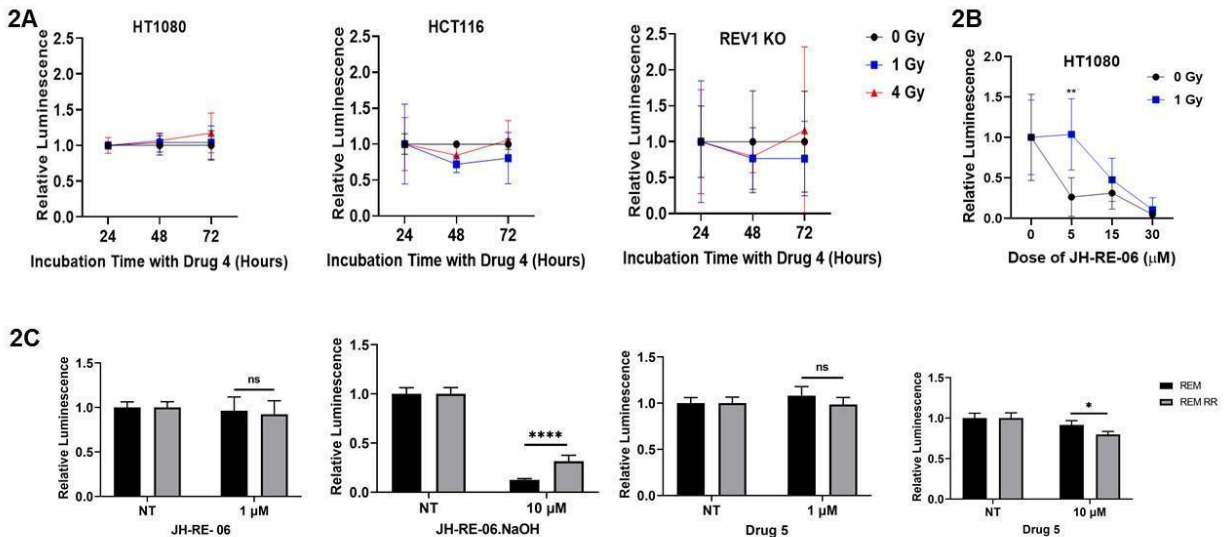 2A
HT1080
HCT116
REV1 KO
0 Gy
1 Gy
4 Gy
2B
HT1080
0 Gy
1 Gy
Relative Luminescence
2.5
2.0
1.5
1.0
0.5
0.0
24 48 72
Incubation Time with Drug 4 (Hours)
Relative Luminescence
2.5
2.0
1.5
1.0
0.5
0.0
24 48 72
Incubation Time with Drug 4 (Hours)
Relative Luminescence
2.5
2.0
1.5
1.0
0.5
0.0
24 48 72
Incubation Time with Drug 4 (Hours)
Relative Luminescence
2.0
1.5
1.0
0.5
0.0
**
0 5 15 30
Dose of JH-RE-06 (μM)
2C
Relative Luminescence
1.5
1.0
0.5
0.0
ns
NT 1 μM
JH-RE- 06
Relative Luminescence
1.5
1.0
0.5
0.0
****
NT 10 μM
JH-RE-06.NaOH
Relative Luminescence
1.5
1.0
0.5
0.0
ns
NT 1 μM
Drug 5
Relative Luminescence
1.5
1.0
0.5
0.0
*
NT 10 μM
Drug 5
REM
REM RR